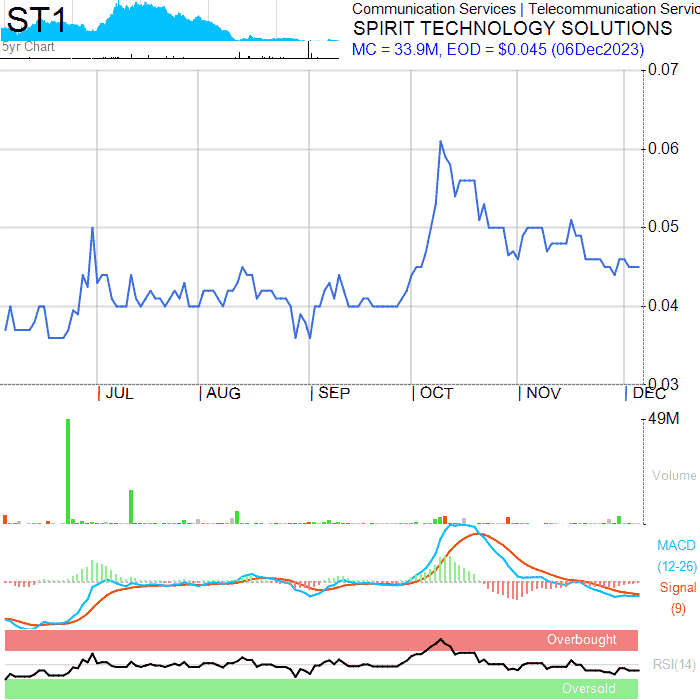 ST1
Communication Services | Telecommunication Servic
SPIRIT TECHNOLOGY SOLUTIONS
5yr Chart
MC = 33.9M, EOD = $0.045 (06Dec2023)
0.07
0.06
0.05
0.04
0.03
| JUL | AUG | SEP | OCT | NOV | DEC
49M
Volume
MACD
(12-26)
Signal
(9)
Overbought
RSI(14)
Oversold